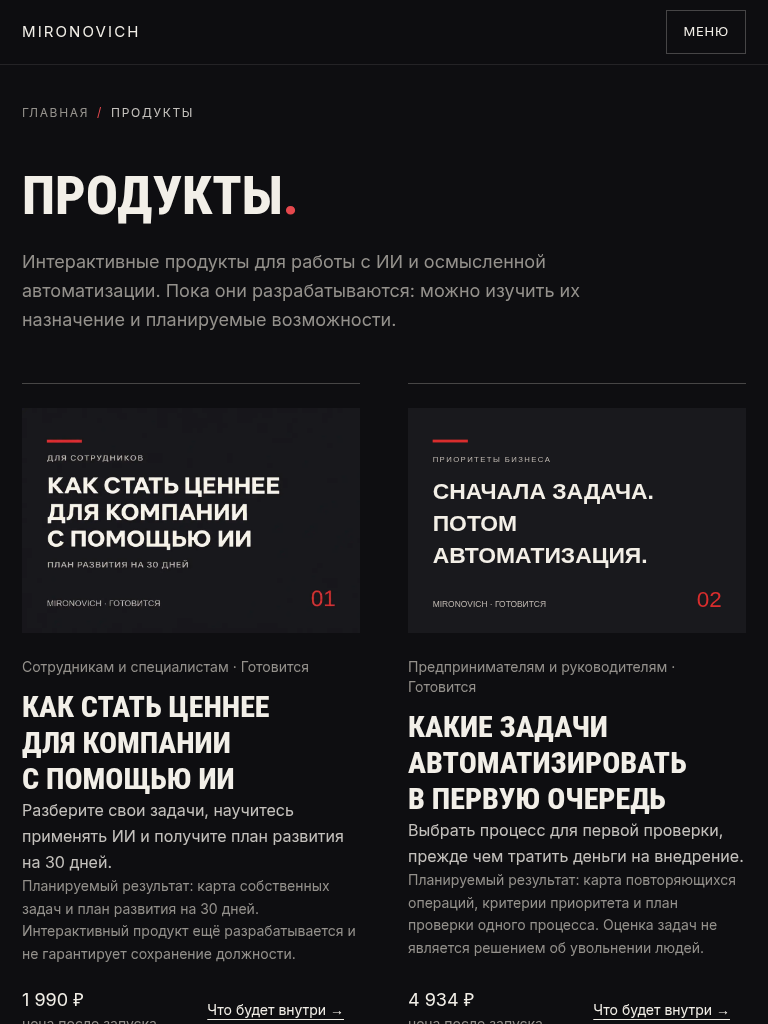 MIRONOVICH
МЕНЮ
ГЛАВНАЯ / ПРОДУКТЫ
ПРОДУКТЫ.
Интерактивные продукты для работы с ИИ и осмысленной
автоматизации. Пока они разрабатываются: можно изучить их
назначение и планируемые возможности.
ДЛЯ СОТРУДНИКОВ
КАК СТАТЬ ЦЕННЕЕ
ДЛЯ КОМПАНИИ
С ПОМОЩЬЮ ИИ
ПЛАН РАЗВИТИЯ НА 30 ДНЕЙ
MIRONOVICH · ГОТОВИТСЯ
01
Сотрудникам и специалистам · Готовится
КАК СТАТЬ ЦЕННЕЕ
ДЛЯ КОМПАНИИ
С ПОМОЩЬЮ ИИ
Разберите свои задачи, научитесь
применять ИИ и получите план развития
на 30 дней.
Планируемый результат: карта собственных
задач и план развития на 30 дней.
Интерактивный продукт ещё разрабатывается и
не гарантирует сохранение должности.
1 990 ₽
цена после запуска
Что будет внутри →
ПРИОРИТЕТЫ БИЗНЕСА
СНАЧАЛА ЗАДАЧА.
ПОТОМ
АВТОМАТИЗАЦИЯ.
MIRONOVICH · ГОТОВИТСЯ
02
Предпринимателям и руководителям ·
Готовится
КАКИЕ ЗАДАЧИ
АВТОМАТИЗИРОВАТЬ
В ПЕРВУЮ ОЧЕРЕДЬ
Выбрать процесс для первой проверки,
прежде чем тратить деньги на внедрение.
Планируемый результат: карта повторяющихся
операций, критерии приоритета и план
проверки одного процесса. Оценка задач не
является решением об увольнении людей.
4 934 ₽
цена после запуска
Что будет внутри →